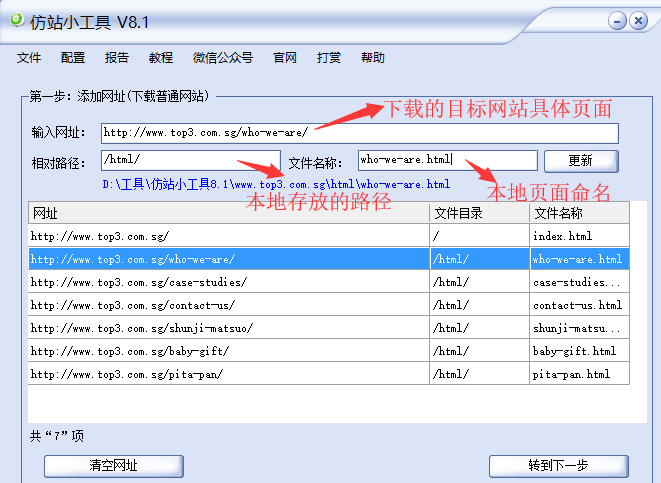 仿站小工具 V8.1
文件 配置 报告 教程 微信公众号 官网 打赏 帮助
第一步：添加网址(下载普通网站)
下载的目标网站具体页面
输入网址： http://www.top3.com.sg/who-we-are/
相对路径： /html/ 文件名称： who-we-are.html 更新
D:\工具\仿站小工具8.1\www.top3.com.sg\html\who-we-are.html
本地存放的路径 本地页面命名
网址 文件目录 文件名称
http://www.top3.com.sg/ / index.html
http://www.top3.com.sg/who-we-are/ /html/ who-we-are.html
http://www.top3.com.sg/case-studies/ /html/ case-studies...
http://www.top3.com.sg/contact-us/ /html/ contact-us.html
http://www.top3.com.sg/shunji-matsuo/ /html/ shunji-matsu...
http://www.top3.com.sg/baby-gift/ /html/ baby-gift.html
http://www.top3.com.sg/pita-pan/ /html/ pita-pan.html
共“7”项
清空网址 转到下一步